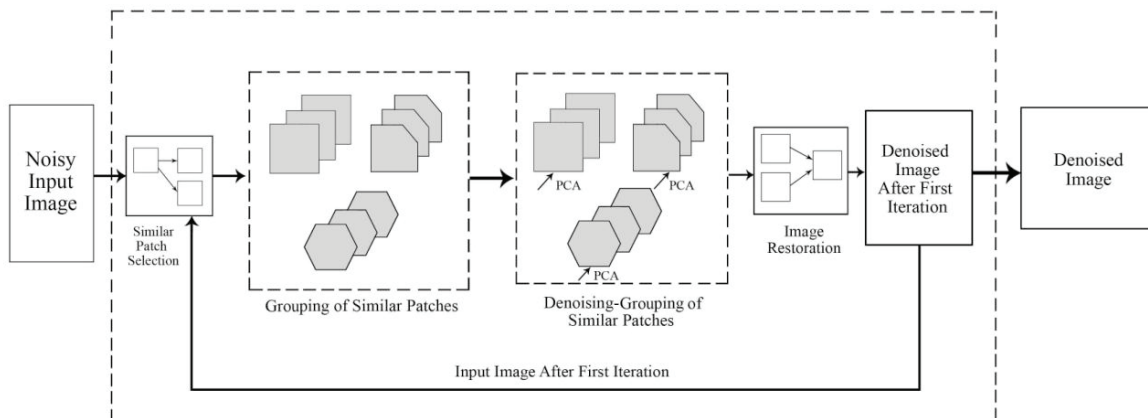 Noisy
Input
Image
Similar
Patch
Selection
Grouping of Similar Patches
PCA
PCA
PCA
Denoising-Grouping of
Similar Patches
Image
Restoration
Denoised
Image
After First
Iteration
Denoised
Image
Input Image After First Iteration